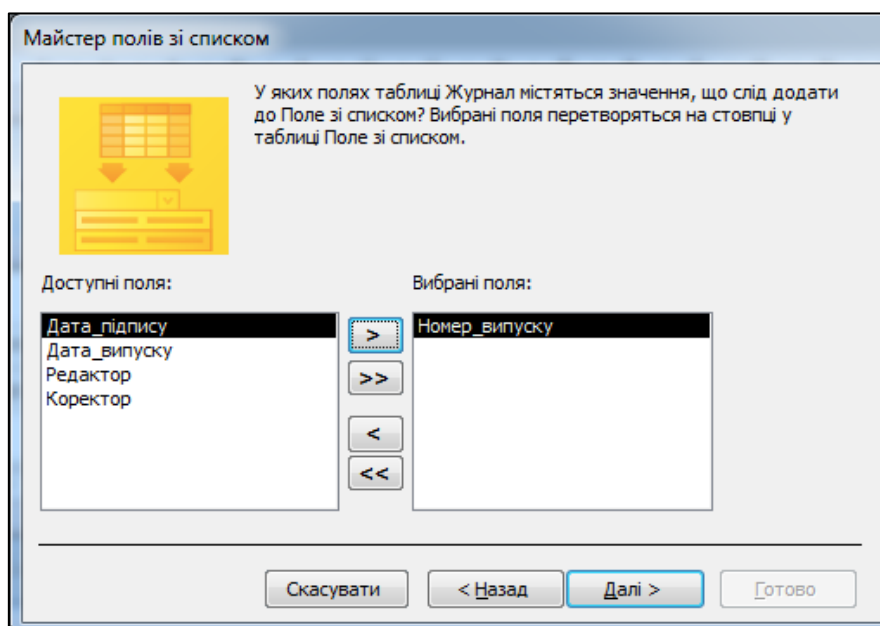 Майстер полів зі списком
У яких полях таблиці Журнал містяться значення, що слід додати
до Поле зі списком? Вибрані поля перетворяться на стовпці у
таблиці Поле зі списком.
Доступні поля:
Вибрані поля:
Дата_підпису
Дата_випуску
Редактор
Коректор
>
>>
<
<<
Номер_випуску
Скасувати
< Назад
Далі >
Готово